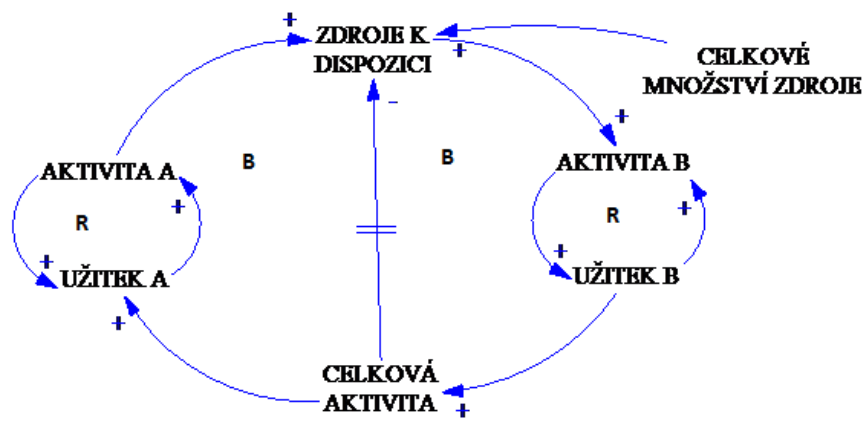 +
ZDROJE K
DISPOZICI
+
CELKOVÉ
MNOŽSTVÍ ZDROJE
-
+
B
B
AKTIVITA A
AKTIVITA B
+
+
R
R
+
+
UŽITEK A
UŽITEK B
+
CELKOVÁ
AKTIVITA
+